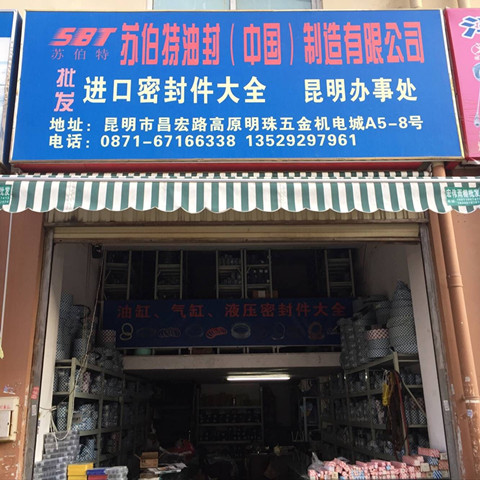 SBT 苏伯特油封（中国）制造有限公司
苏伯特
批发 进口密封件大全 昆明办事处
地址：昆明市昌宏路高原明珠五金机电城A5-8号
电话：0871-67166338 13529297961
油缸、气缸、液压密封件大全